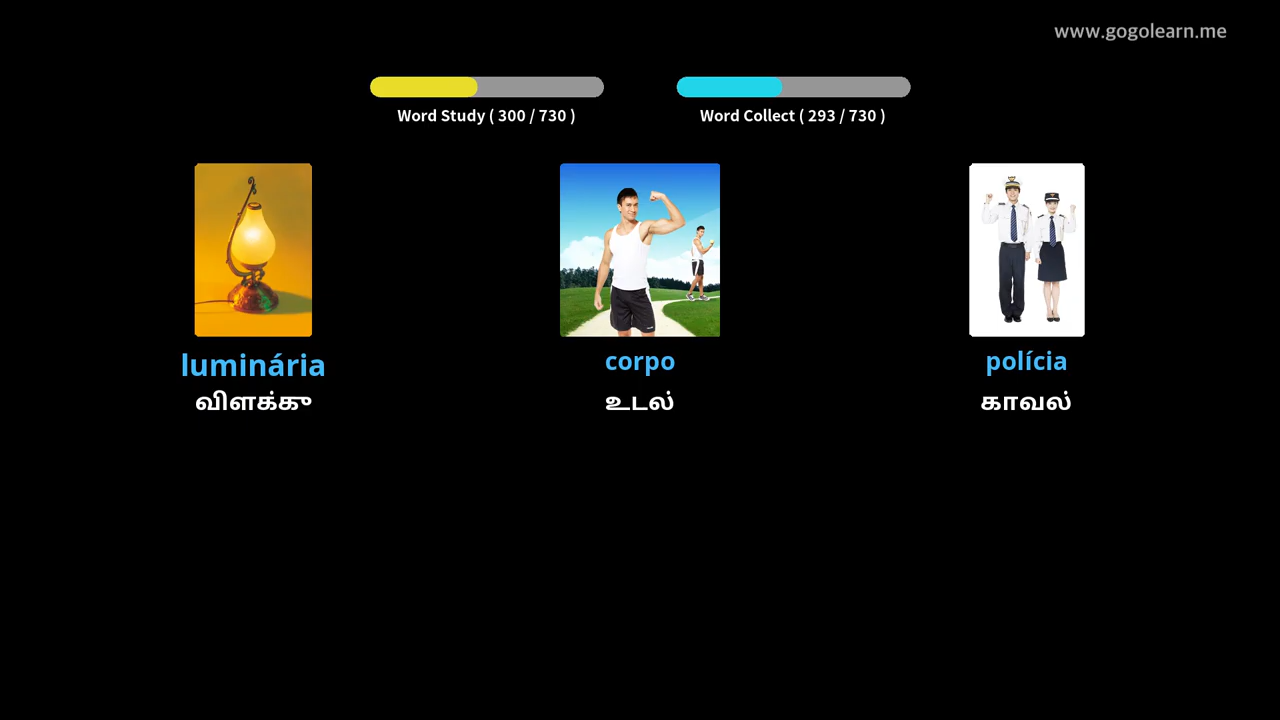 www.gogolearn.me
Word Study ( 300 / 730 )
Word Collect ( 293 / 730 )
luminária
corpo
polícia
விளக்கு
உடல்
காவல்